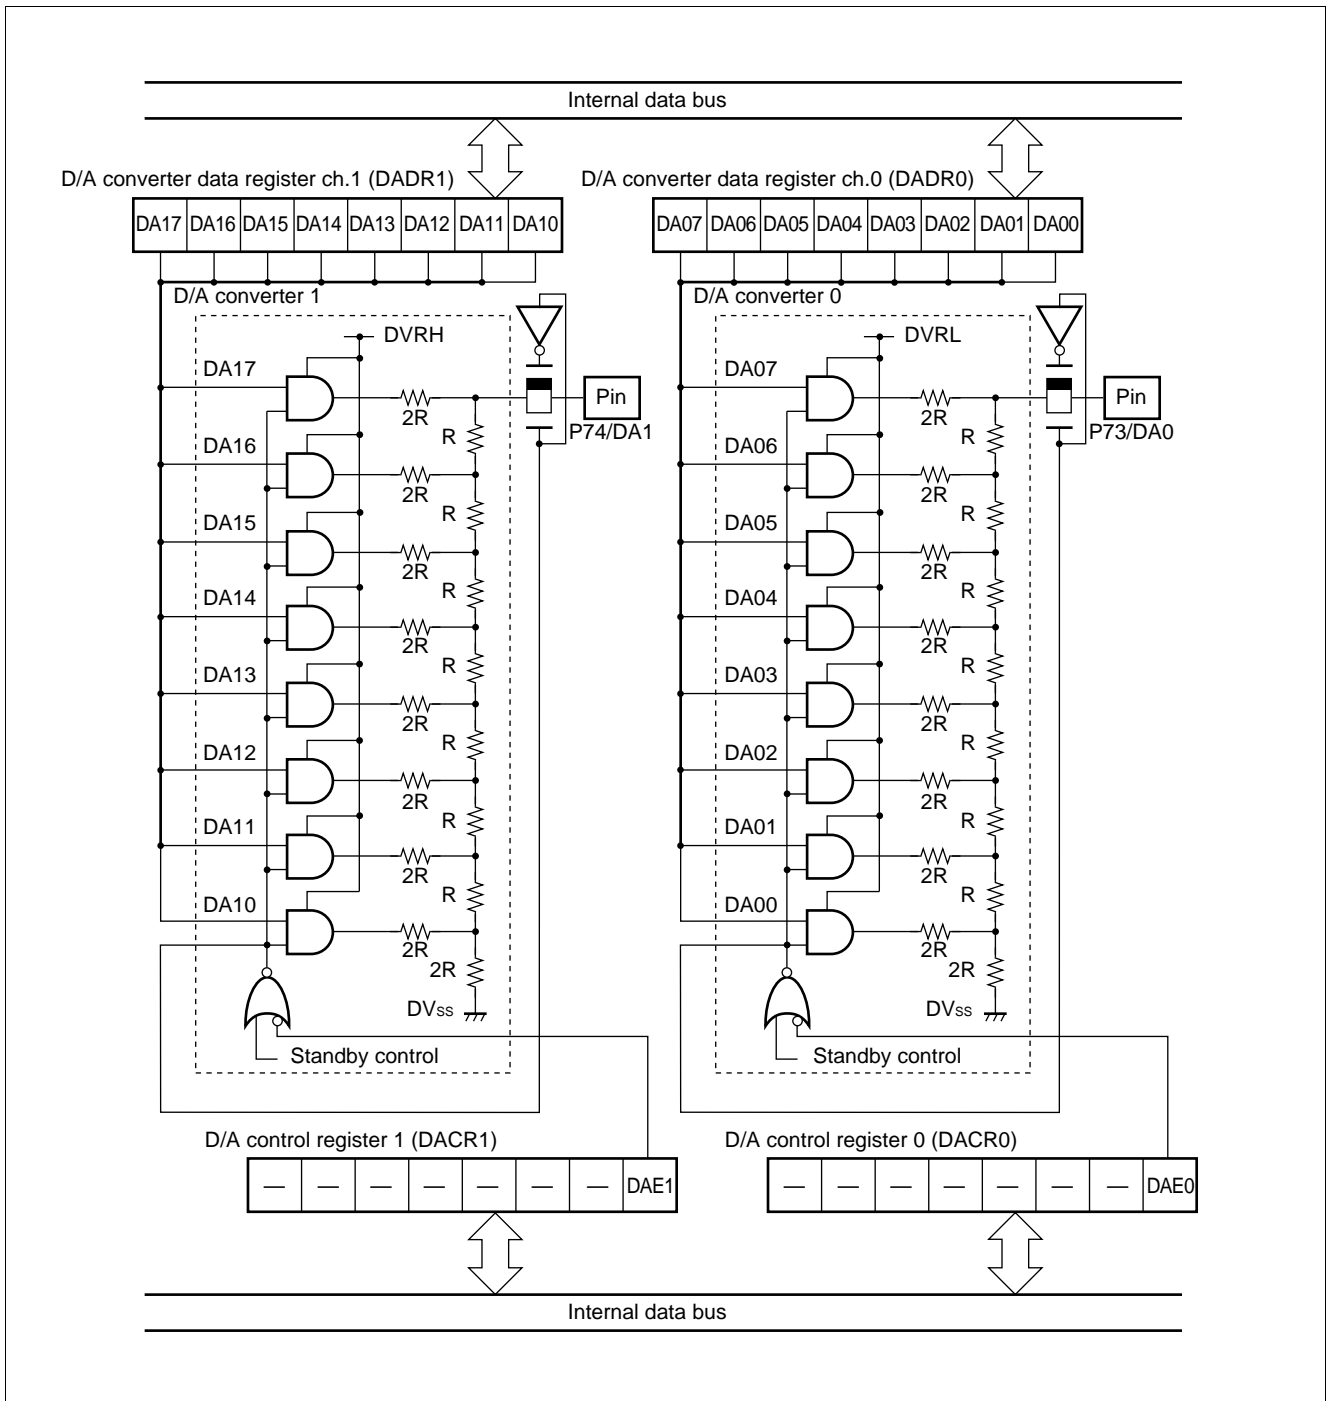 Internal data bus
D/A converter data register ch.1 (DADR1)
DA17 DA16 DA15 DA14 DA13 DA12 DA11 DA10
D/A converter 1
DVRH
DA17
2R
R
Pin
P74/DA1
DA16
2R
R
DA15
2R
R
DA14
2R
R
DA13
2R
R
DA12
2R
R
DA11
2R
R
DA10
2R
2R
DVss
Standby control
D/A control register 1 (DACR1)
— — — — — — — DAE1
D/A converter data register ch.0 (DADR0)
DA07 DA06 DA05 DA04 DA03 DA02 DA01 DA00
D/A converter 0
DVRL
DA07
2R
R
Pin
P73/DA0
DA06
2R
R
DA05
2R
R
DA04
2R
R
DA03
2R
R
DA02
2R
R
DA01
2R
R
DA00
2R
2R
DVss
Standby control
D/A control register 0 (DACR0)
— — — — — — — DAE0
Internal data bus